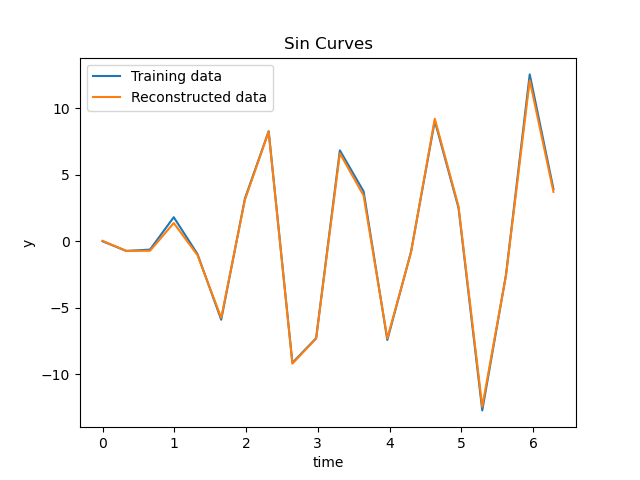 Sin Curves
Training data
Reconstructed data
10
5
0
−5
−10
y
0 1 2 3 4 5 6
time